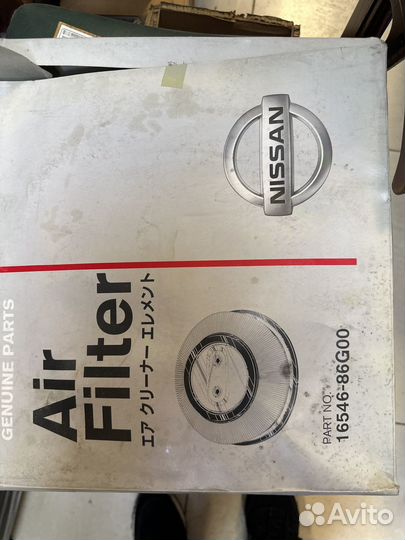 NISSAN
GENUINE PARTS
Air
Filter
エア クリーナー エレメント
PART NO.
16546-86G00
Avito